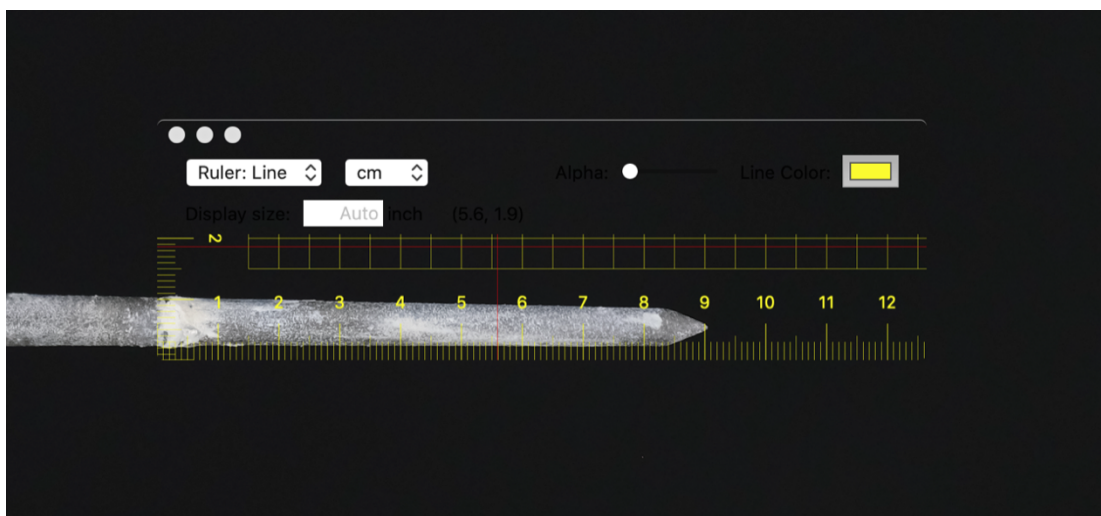 Ruler: Line cm Alpha: Line Color:
Display size: Auto inch (5.6, 1.9)
2
1 2 3 4 5 6 7 8 9 10 11 12